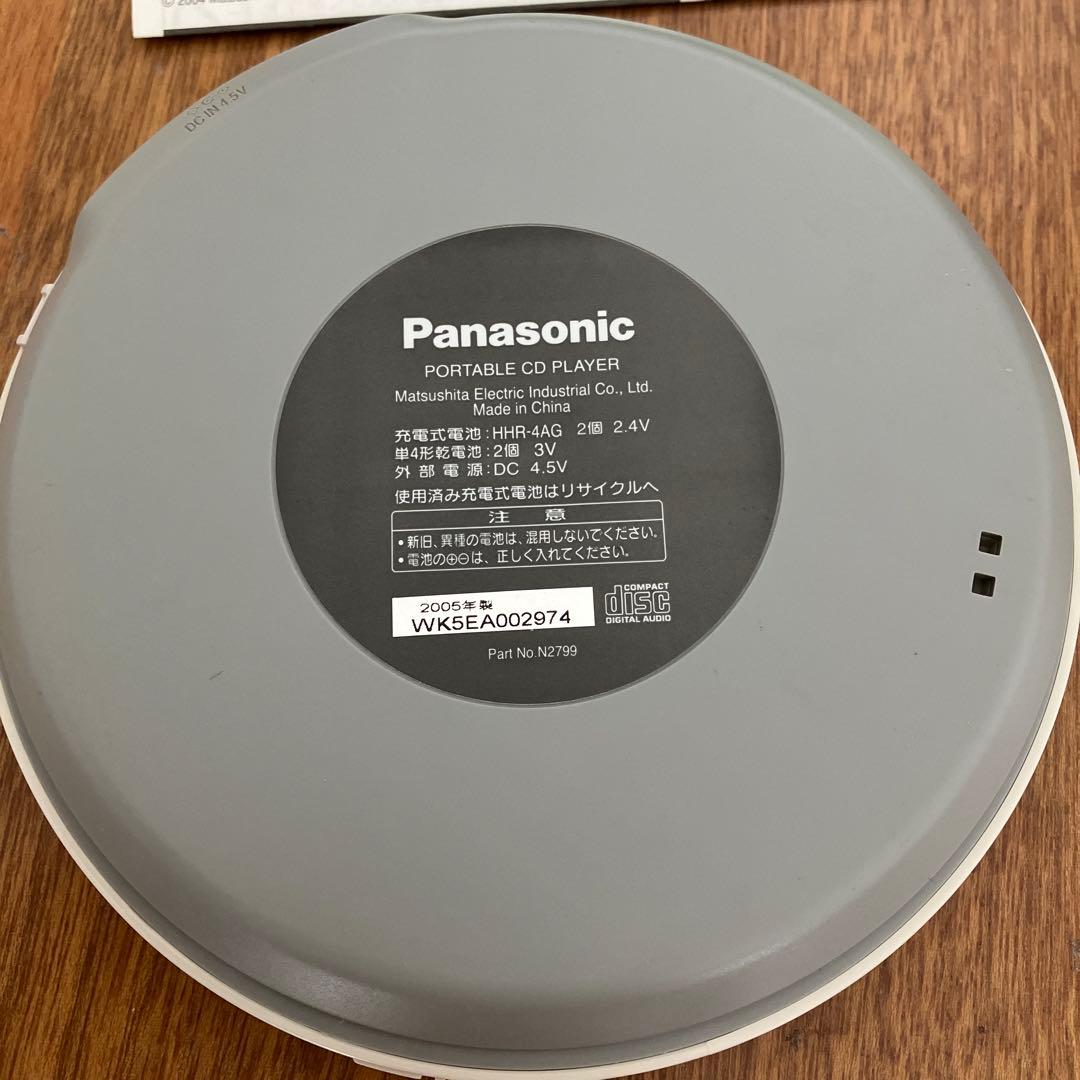 © 2004
DC IN 4.5V
Panasonic
PORTABLE CD PLAYER
Matsushita Electric Industrial Co., Ltd.
Made in China
充電式電池:HHR-4AG 2個 2.4V
単4形乾電池:2個 3V
外部電源:DC 4.5V
使用済み充電式電池はリサイクルへ
注意
•新旧、異種の電池は、混用しないでください。
•電池の⊕⊖は、正しく入れてください。
2005年製
WK5EA002974
COMPACT
disc
DIGITAL AUDIO
Part No.N2799